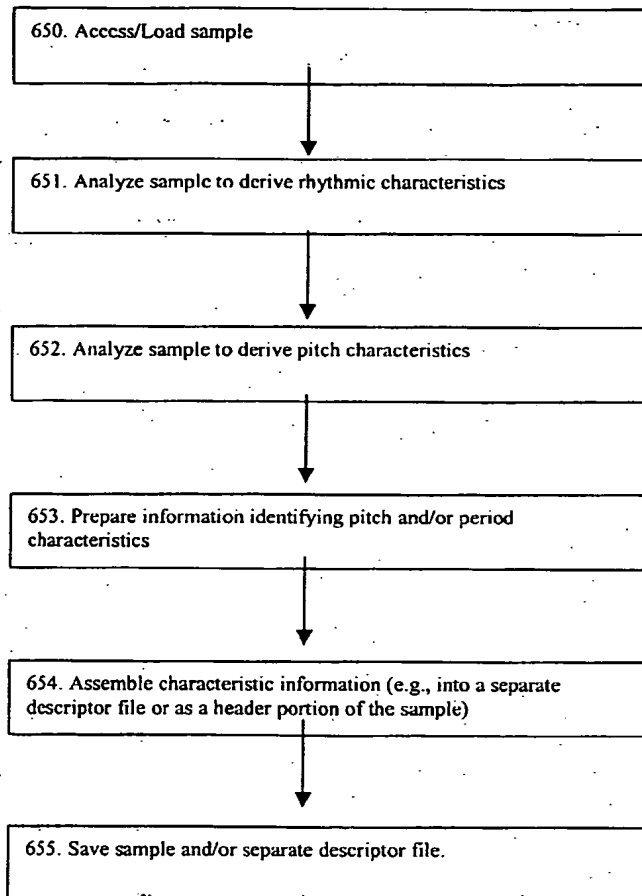 650. Access/Load sample
651. Analyze sample to derive rhythmic characteristics
652. Analyze sample to derive pitch characteristics
653. Prepare information identifying pitch and/or period
characteristics
654. Assemble characteristic information (e.g., into a separate
descriptor file or as a header portion of the sample)
655. Save sample and/or separate descriptor file.